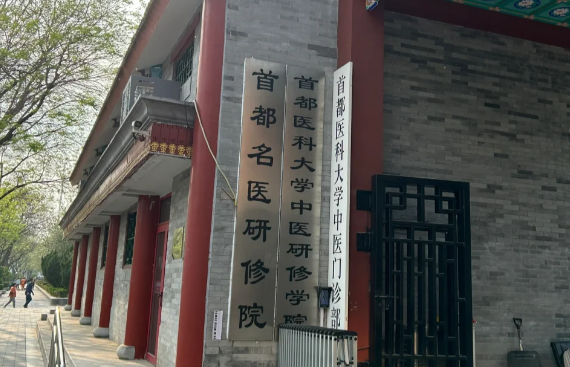 首都名医研修院
首都医科大学中医研修学院
首都医科大学中医门诊部